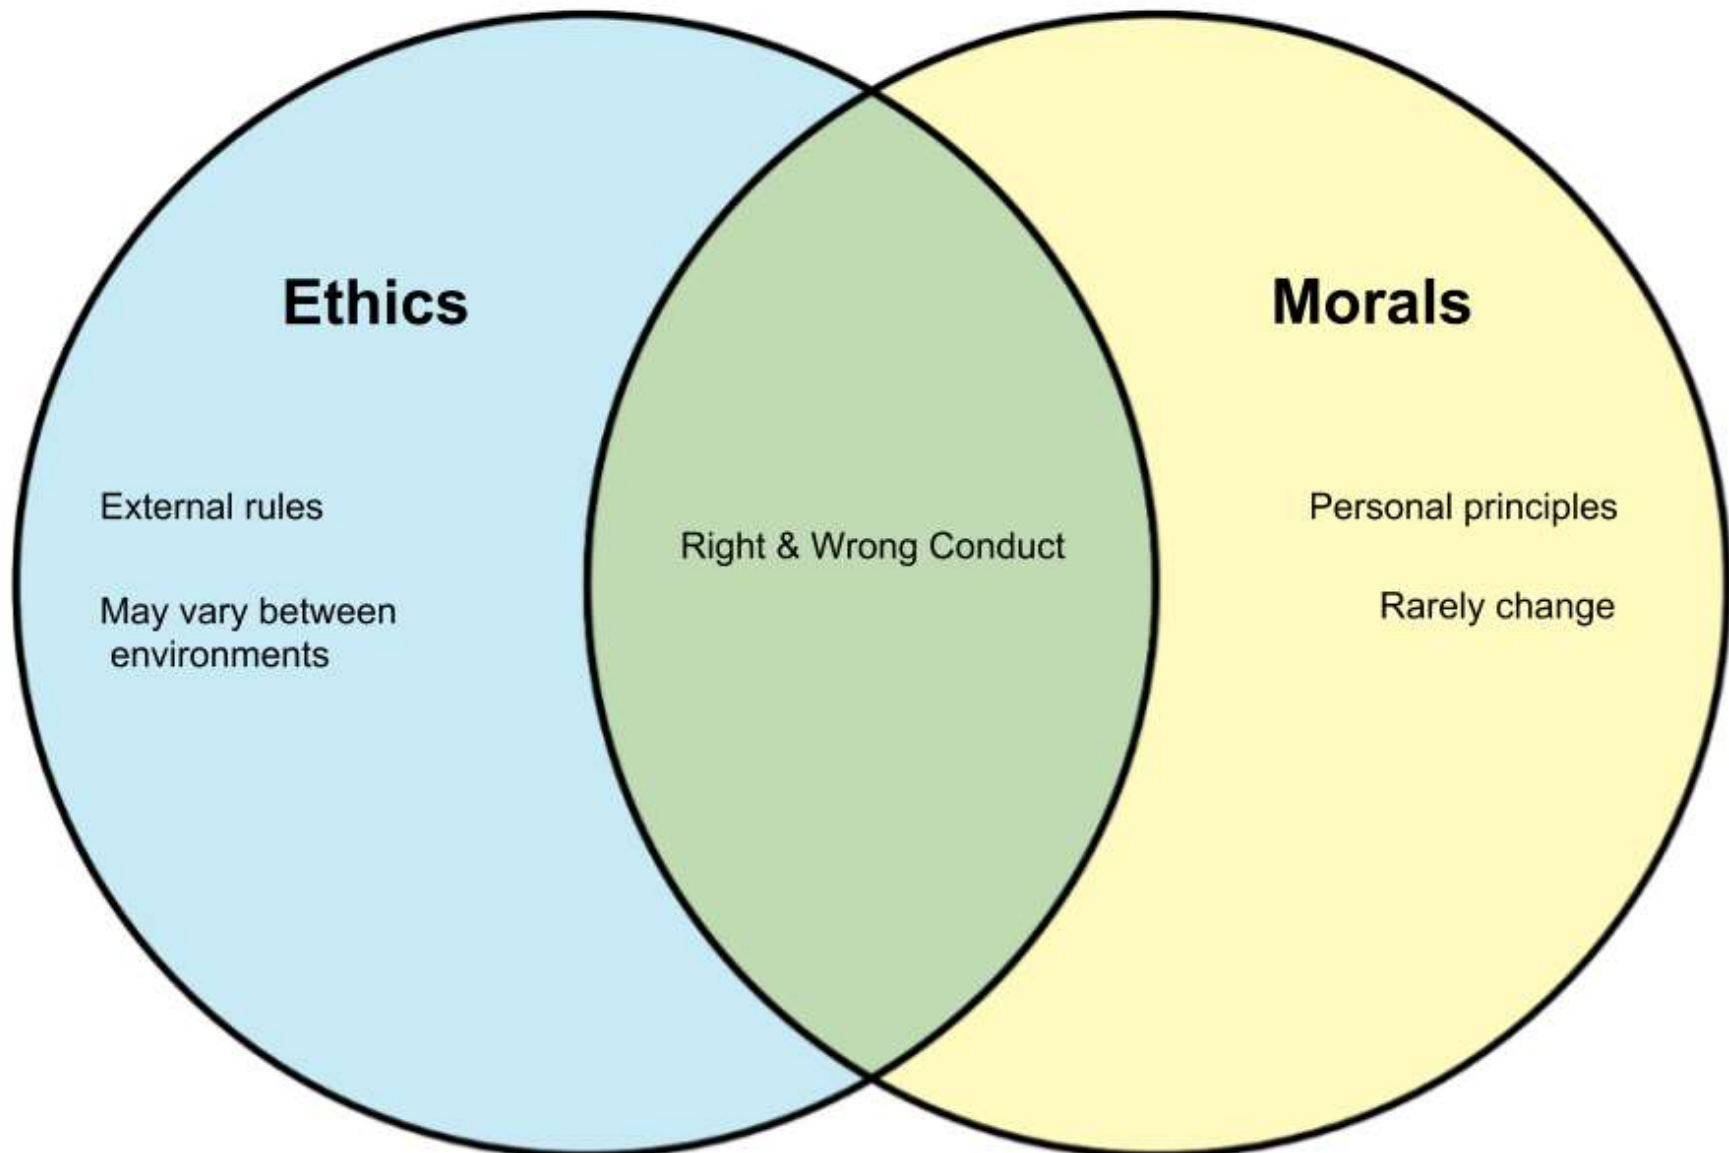 Ethics
Morals
External rules
Personal principles
Right & Wrong Conduct
May vary between
environments
Rarely change